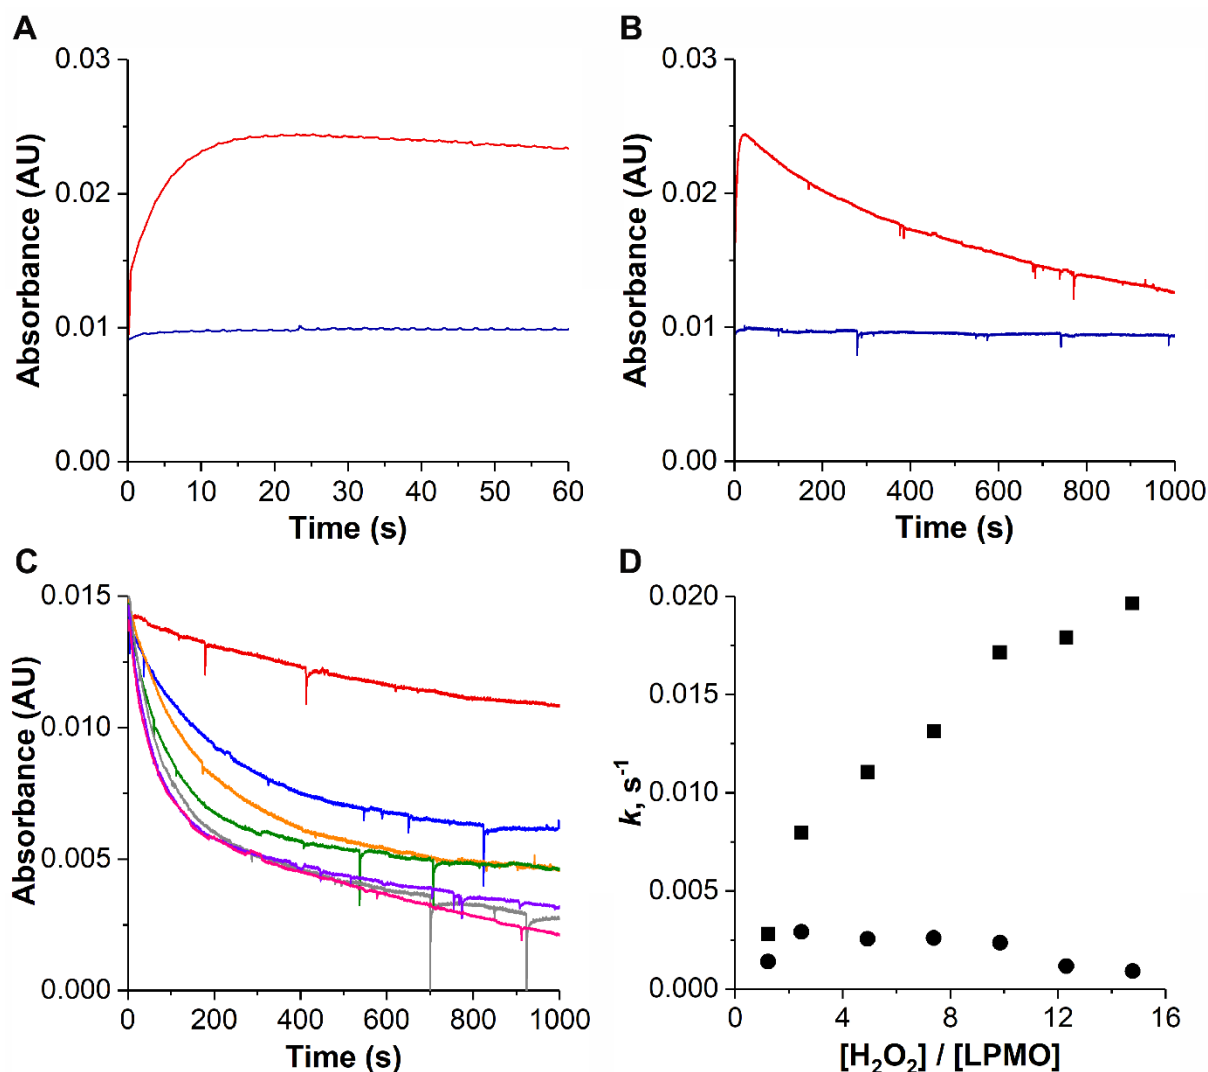 A
Absorbance (AU)
0.03
0.02
0.01
0.00
0 10 20 30 40 50 60
Time (s)
B
Absorbance (AU)
0.03
0.02
0.01
0.00
0 200 400 600 800 1000
Time (s)
C
Absorbance (AU)
0.015
0.010
0.005
0.000
0 200 400 600 800 1000
Time (s)
D
k, s⁻¹
0.020
0.015
0.010
0.005
0.000
0 4 8 12 16
[H₂O₂] / [LPMO]